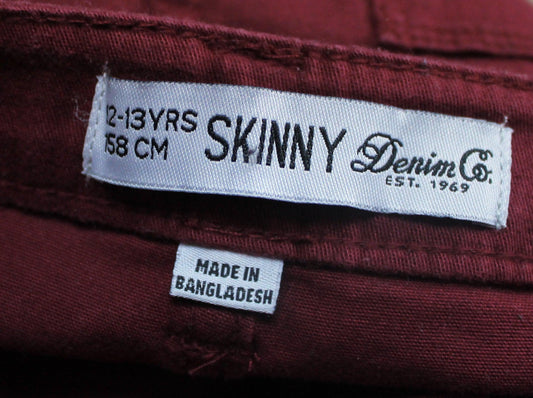 12-13YRS
158 CM
SKINNY
Denim Co.
EST. 1969
MADE IN
BANGLADESH